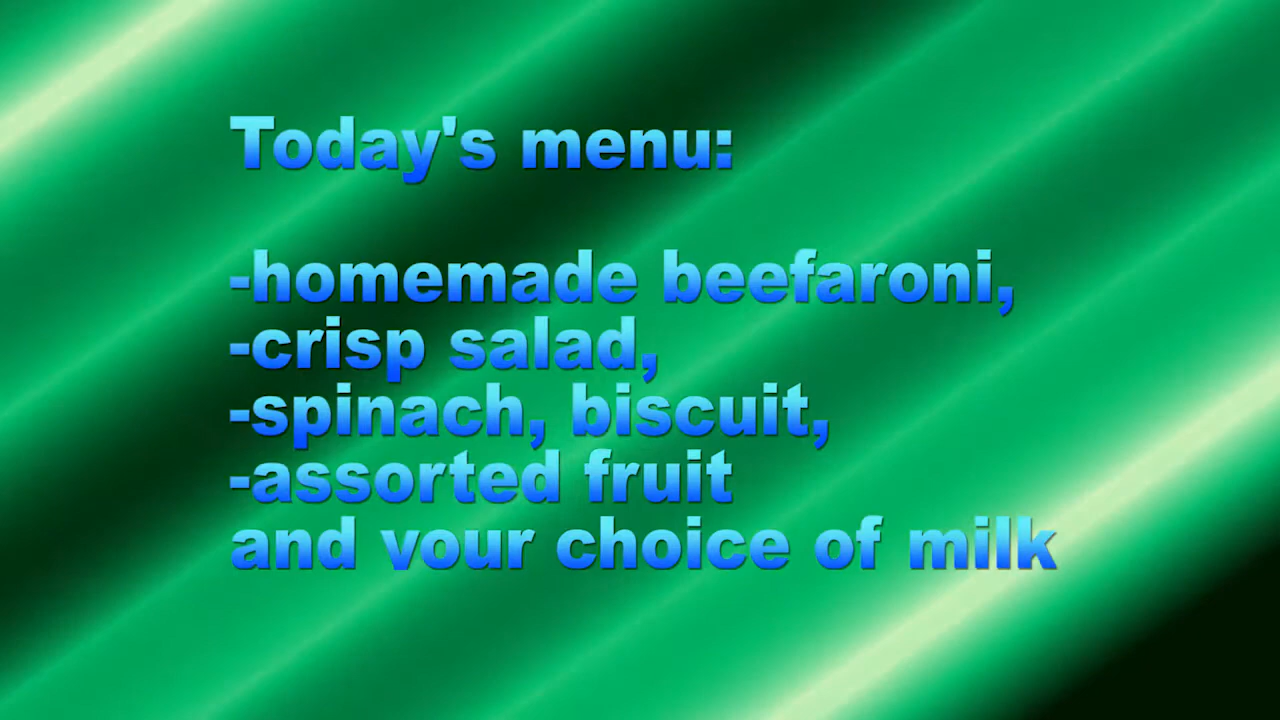 Today's menu:
-homemade beefaroni,
-crisp salad,
-spinach, biscuit,
-assorted fruit
and your choice of milk